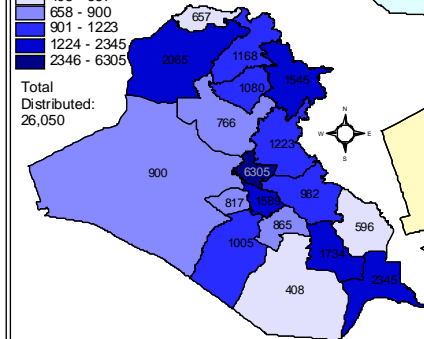 658 - 900
901 - 1223
1224 - 2345
2346 - 6305
Total
Distributed:
26,050
657
2065
1168
1080
1545
766
N
W
E
S
1223
900
6305
982
817
1589
596
865
1005
1734
2345
408